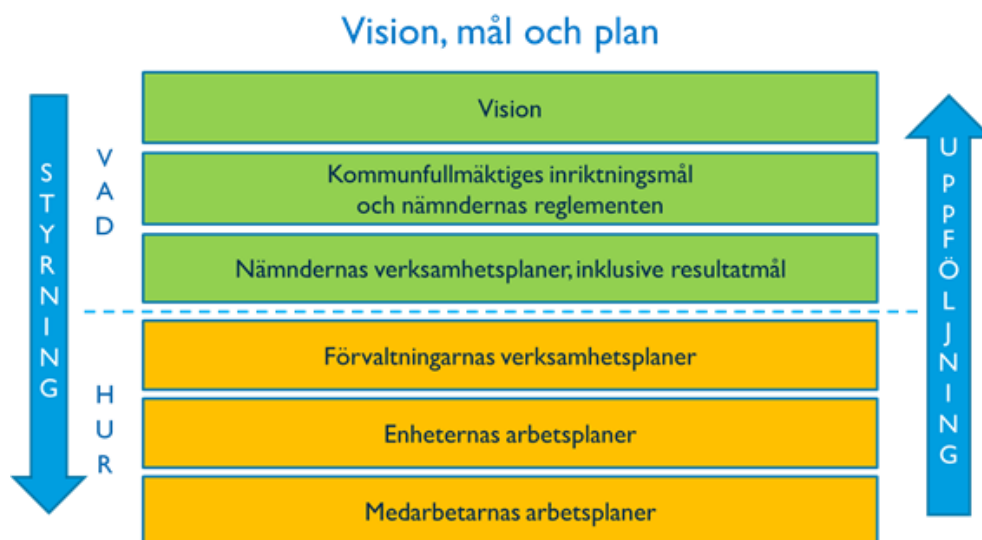 Vision, mål och plan
STYRNING
VAD
HUR
Vision
Kommunfullmäktiges inriktningsmål
och nämndernas reglementen
Nämndernas verksamhetsplaner, inklusive resultatmål
Förvaltningarnas verksamhetsplaner
Enheternas arbetsplaner
Medarbetarnas arbetsplaner
UPPFÖLJNING